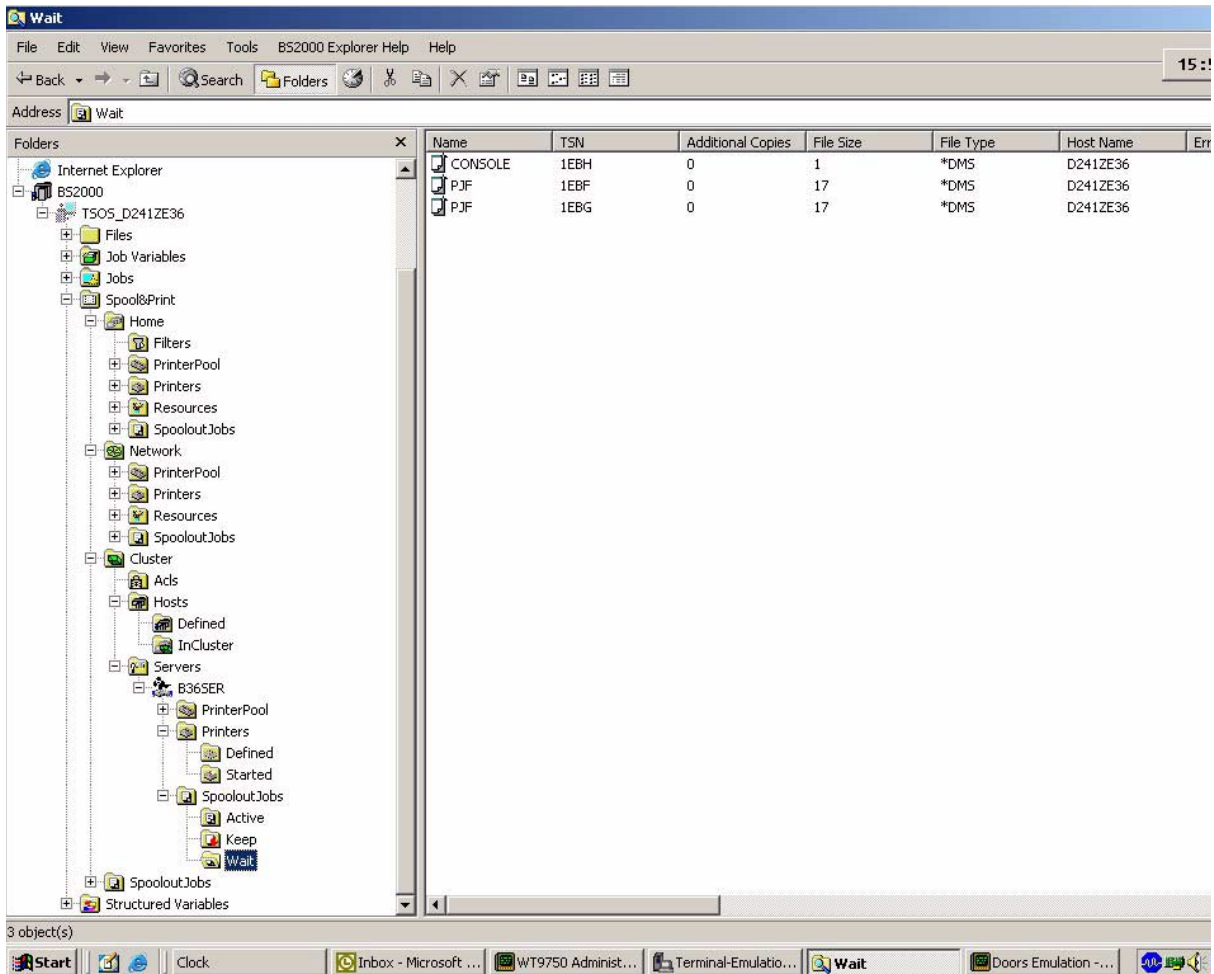 Wait
File Edit View Favorites Tools BS2000 Explorer Help Help
15:5
Back Search Folders
Address Wait
Folders
Name TSN Additional Copies File Size File Type Host Name Err
CONSOLE 1EBH 0 1 *DMS D241ZE36
PJF 1EBF 0 17 *DMS D241ZE36
PJF 1EBG 0 17 *DMS D241ZE36
Internet Explorer
BS2000
TSOS_D241ZE36
Files
Job Variables
Jobs
Spool&Print
Home
Filters
PrinterPool
Printers
Resources
SpooloutJobs
Network
PrinterPool
Printers
Resources
SpooloutJobs
Cluster
Acls
Hosts
Defined
InCluster
Servers
B36SER
PrinterPool
Printers
Defined
Started
SpooloutJobs
Active
Keep
Wait
SpooloutJobs
Structured Variables
3 object(s)
Start Clock Inbox - Microsoft ... WT9750 Administ... Terminal-Emulatio... Wait Doors Emulation -...